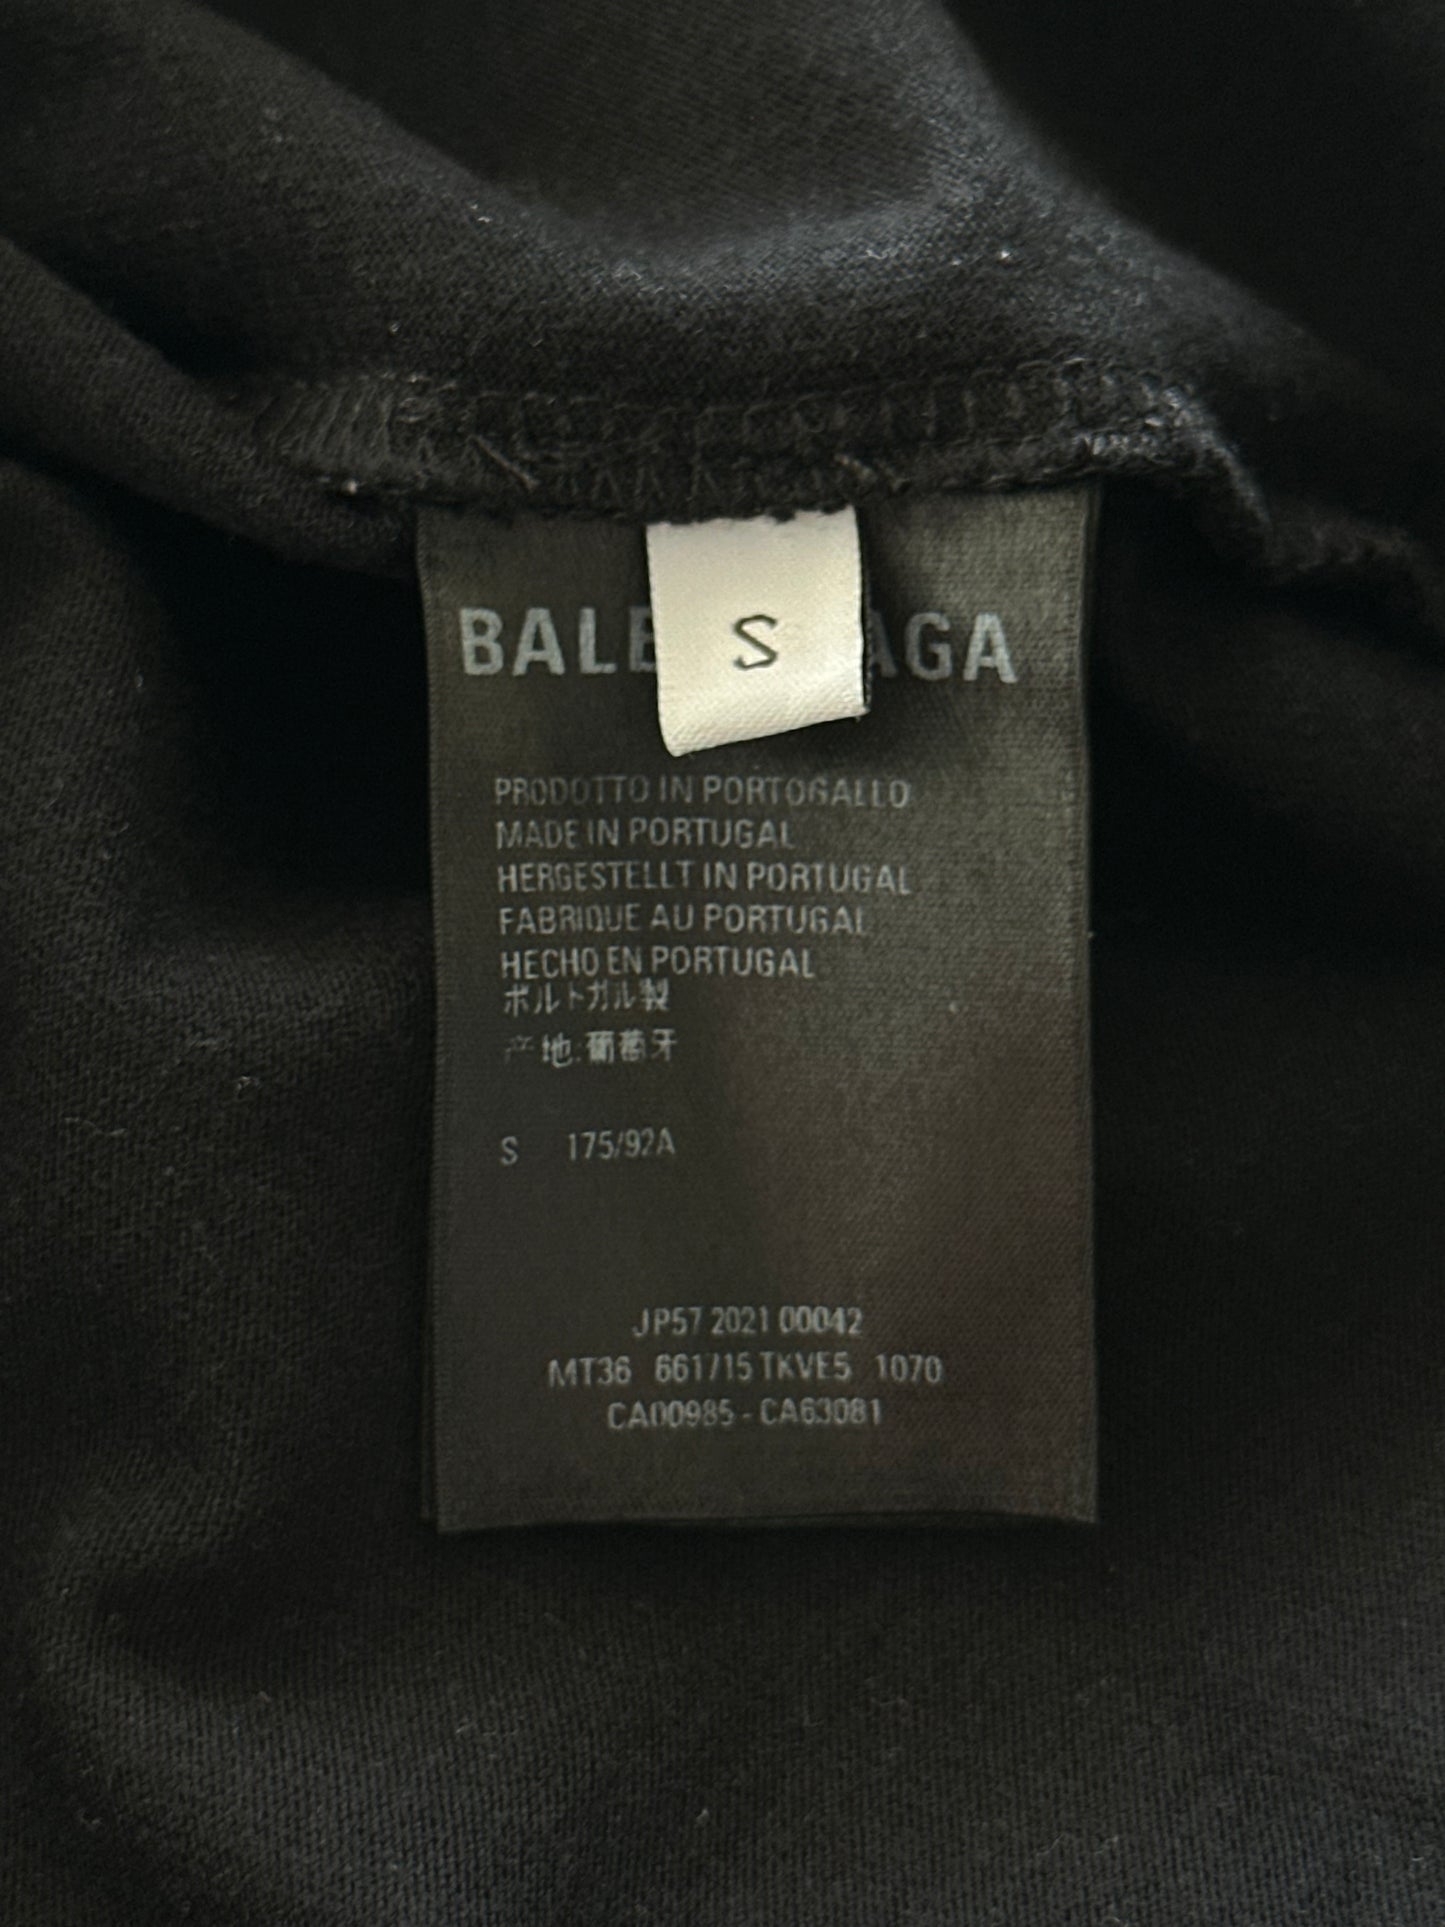 BALE AGA
S
PRODOTTO IN PORTOGALLO
MADE IN PORTUGAL
HERGESTELLT IN PORTUGAL
FABRIQUE AU PORTUGAL
HECHO EN PORTUGAL
ポルトガル製
产地:葡萄牙
S 175/92A
JP57 2021 00042
MT36 661715 TKVE5 1070
CA00985 - CA63081